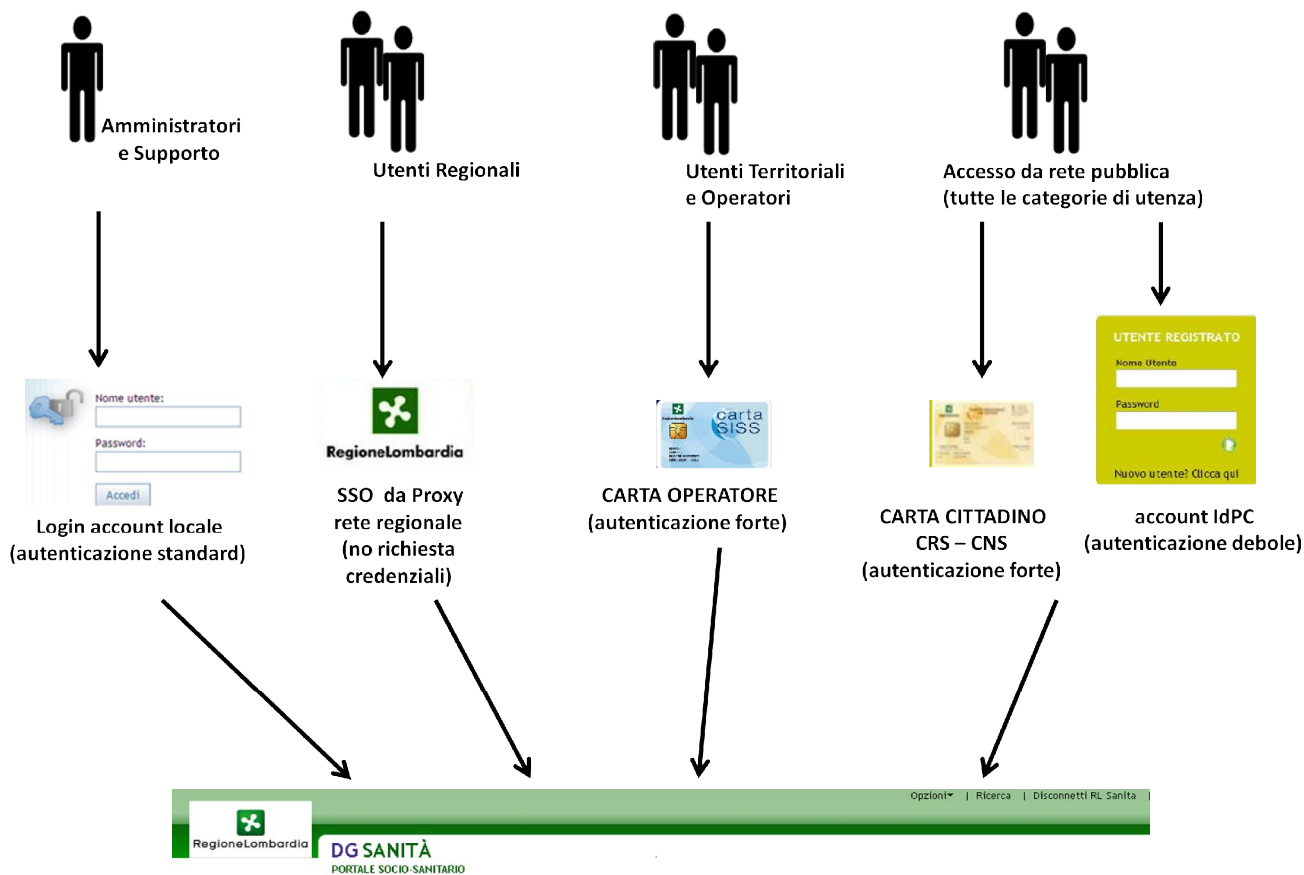 Amministratori
e Supporto
Utenti Regionali
Utenti Territoriali
e Operatori
Accesso da rete pubblica
(tutte le categorie di utenza)
Nome utente:
Password:
Accedi
Login account locale
(autenticazione standard)
RegioneLombardia
SSO da Proxy
rete regionale
(no richiesta
credenziali)
RegioneLombardia
carta
SISS
CARTA OPERATORE
(autenticazione forte)
CARTA CITTADINO
CRS – CNS
(autenticazione forte)
UTENTE REGISTRATO
Nome Utente
Password
Nuovo utente? Clicca qui
account IdPC
(autenticazione debole)
Opzioni | Ricerca | Disconnetti RL Sanita |
RegioneLombardia
DG SANITÀ
PORTALE SOCIO-SANITARIO